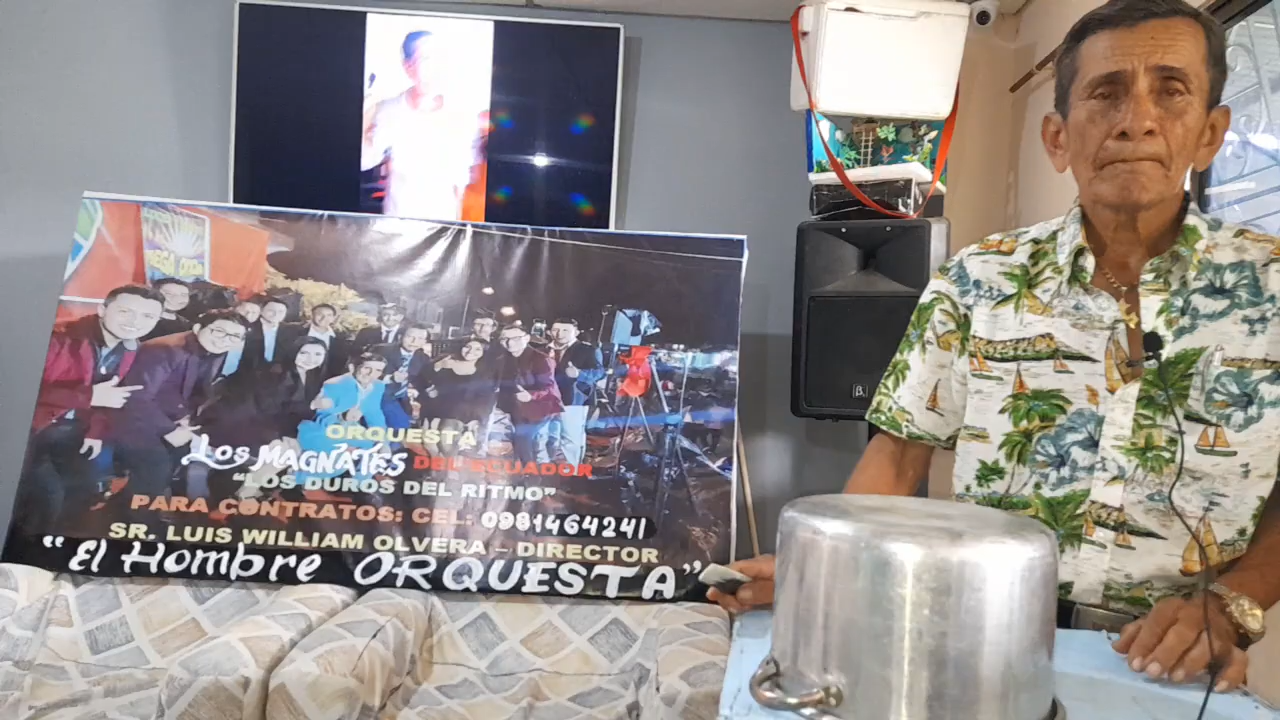 ORQUESTA
Los MAGNATES DEL ECUADOR
"LOS DUROS DEL RITMO"
PARA CONTRATOS: CEL: 0981464241
SR. LUIS WILLIAM OLVERA – DIRECTOR
"El Hombre ORQUESTA"